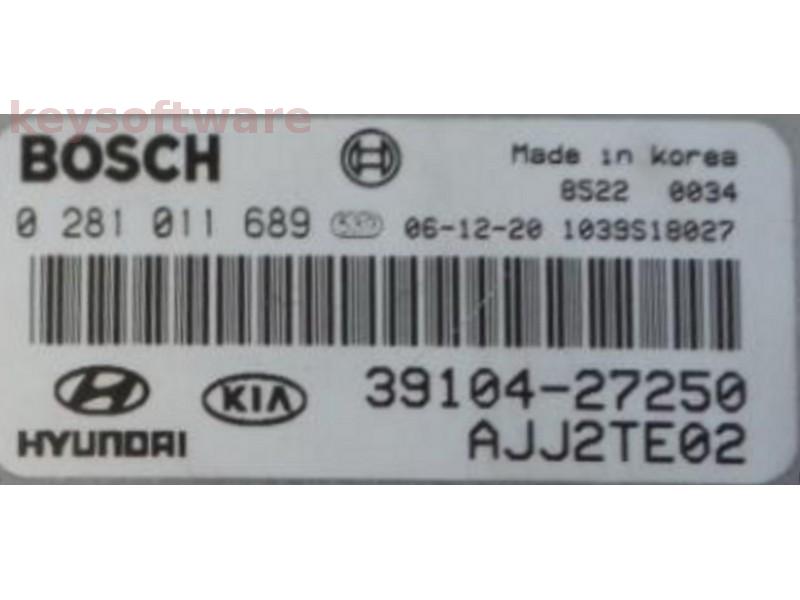 keysoftware
BOSCH
Made in korea
8522 0034
0 281 011 689 06-12-20 1039S18027
KIA 39104-27250
HYUNDAI AJJ2TE02